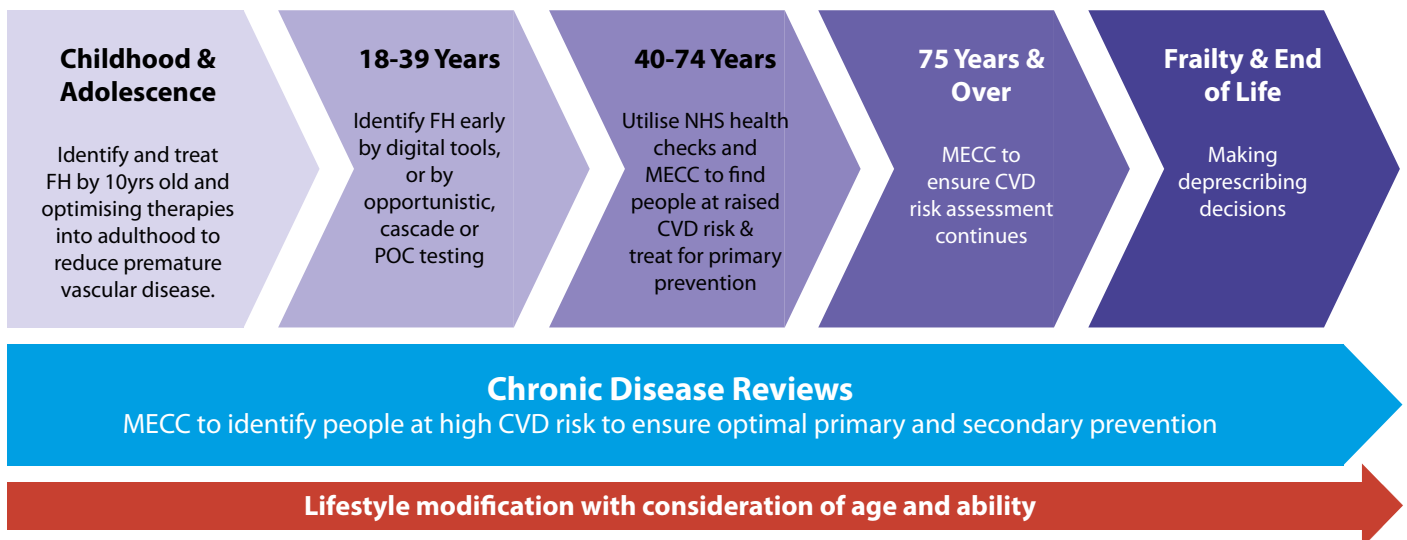 Childhood &
Adolescence
Identify and treat
FH by 10yrs old and
optimising therapies
into adulthood to
reduce premature
vascular disease.
18-39 Years
Identify FH early
by digital tools,
or by
opportunistic,
cascade or
POC testing
40-74 Years
Utilise NHS health
checks and
MECC to find
people at raised
CVD risk &
treat for primary
prevention
75 Years &
Over
MECC to
ensure CVD
risk assessment
continues
Frailty & End
of Life
Making
deprescribing
decisions
Chronic Disease Reviews
MECC to identify people at high CVD risk to ensure optimal primary and secondary prevention
Lifestyle modification with consideration of age and ability